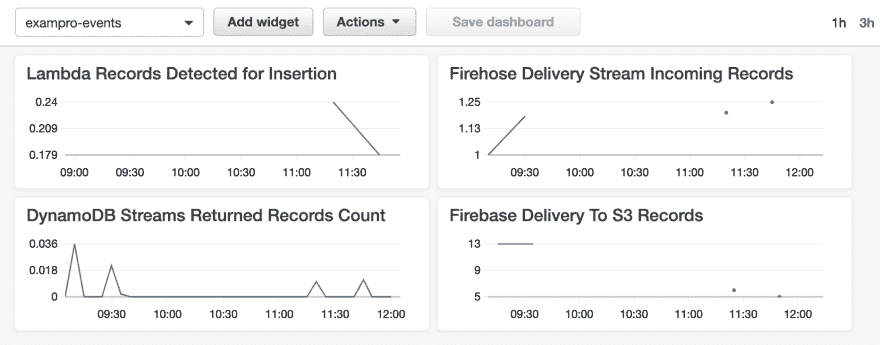 exampro-events Add widget Actions Save dashboard 1h 3h
Lambda Records Detected for Insertion
0.24
0.209
0.179
09:00 09:30 10:00 10:30 11:00 11:30
Firehose Delivery Stream Incoming Records
1.25
1.13
1
09:30 10:00 10:30 11:00 11:30 12:00
DynamoDB Streams Returned Records Count
0.036
0.018
0
09:30 10:00 10:30 11:00 11:30 12:00
Firebase Delivery To S3 Records
13
9
5
09:30 10:00 10:30 11:00 11:30 12:00